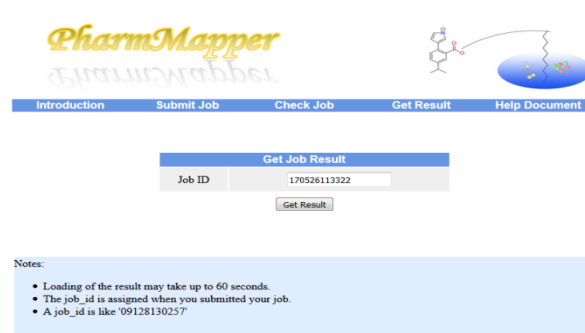 PharmMapper
Introduction Submit Job Check Job Get Result Help Document
Get Job Result
Job ID 170526113322
Get Result
Notes:
Loading of the result may take up to 60 seconds.
The job_id is assigned when you submitted your job.
A job_id is like '09128130257'